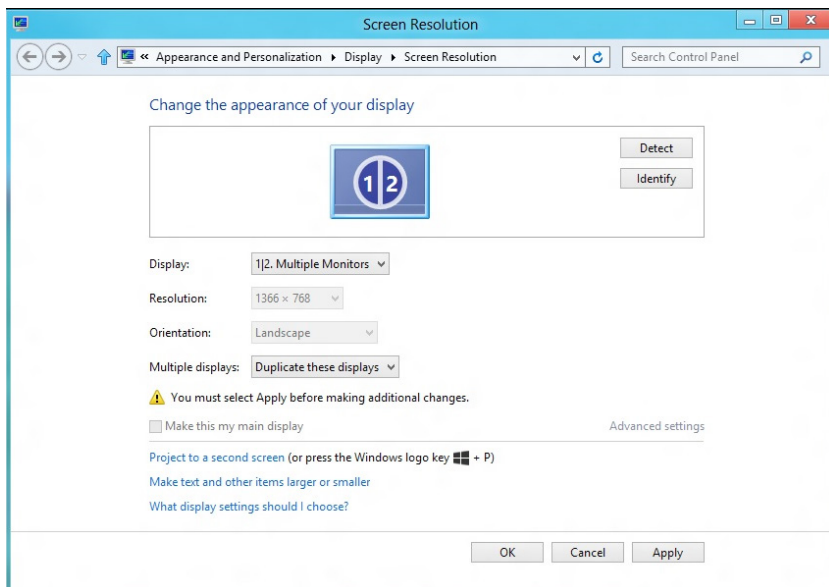 Screen Resolution
« Appearance and Personalization Display Screen Resolution Search Control Panel
Change the appearance of your display
1 2
Detect
Identify
Display: 1|2. Multiple Monitors
Resolution: 1366 × 768
Orientation: Landscape
Multiple displays: Duplicate these displays
You must select Apply before making additional changes.
Make this my main display Advanced settings
Project to a second screen (or press the Windows logo key + P)
Make text and other items larger or smaller
What display settings should I choose?
OK Cancel Apply